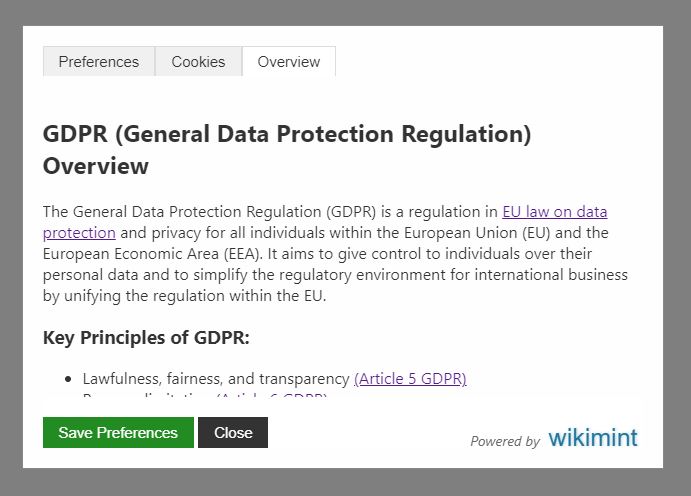 Preferences Cookies Overview
GDPR (General Data Protection Regulation)
Overview
The General Data Protection Regulation (GDPR) is a regulation in EU law on data
protection and privacy for all individuals within the European Union (EU) and the
European Economic Area (EEA). It aims to give control to individuals over their
personal data and to simplify the regulatory environment for international business
by unifying the regulation within the EU.
Key Principles of GDPR:
• Lawfulness, fairness, and transparency (Article 5 GDPR)
Save Preferences Close Powered by wikimint